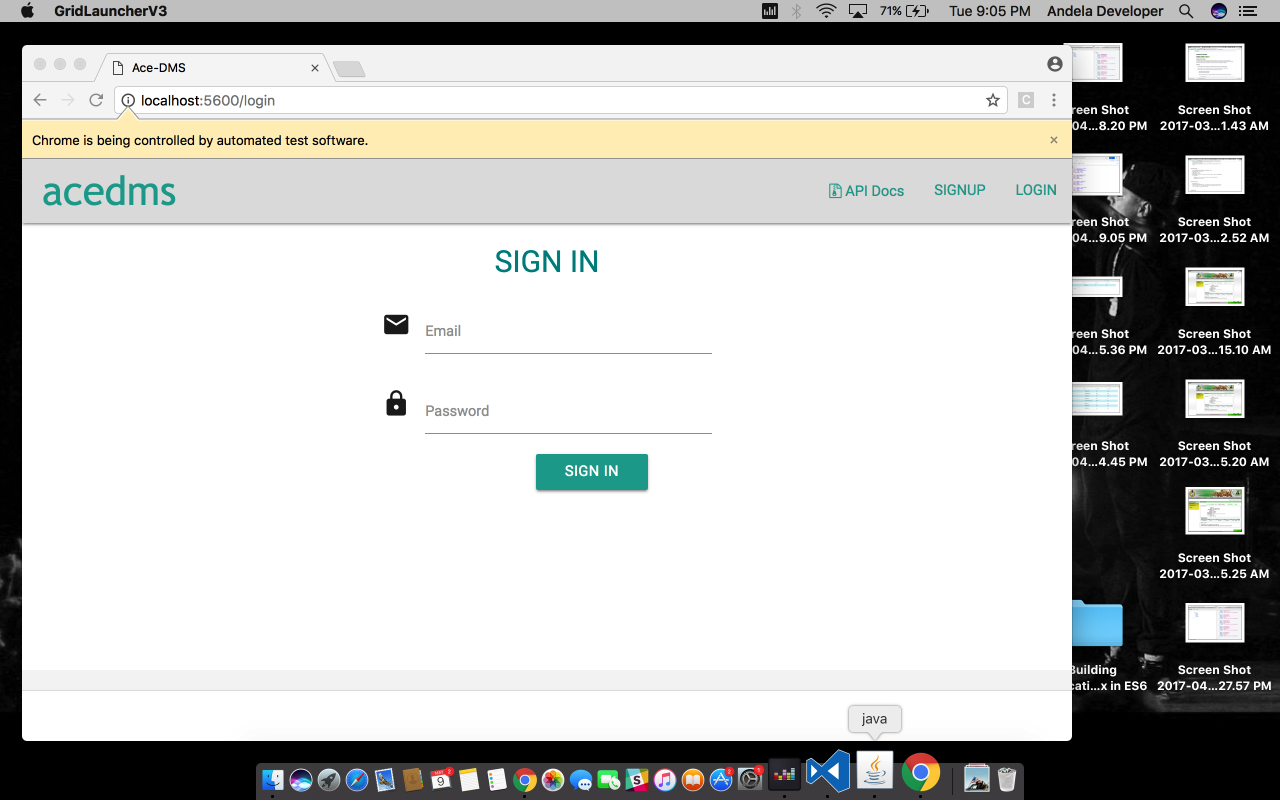 GridLauncherV3
71%
Tue 9:05 PM
Andela Developer
Ace-DMS
localhost:5600/login
C
Chrome is being controlled by automated test software.
acedms
API Docs
SIGNUP
LOGIN
SIGN IN
Email
Password
SIGN IN
reen Shot
04...8.20 PM
Screen Shot
2017-03...1.43 AM
reen Shot
04...9.05 PM
Screen Shot
2017-03...2.52 AM
reen Shot
04...5.36 PM
Screen Shot
2017-03...15.10 AM
reen Shot
04...4.45 PM
Screen Shot
2017-03...5.20 AM
Screen Shot
2017-03...5.25 AM
Building
cati...x in ES6
Screen Shot
2017-04...27.57 PM
java
9
2
2
1